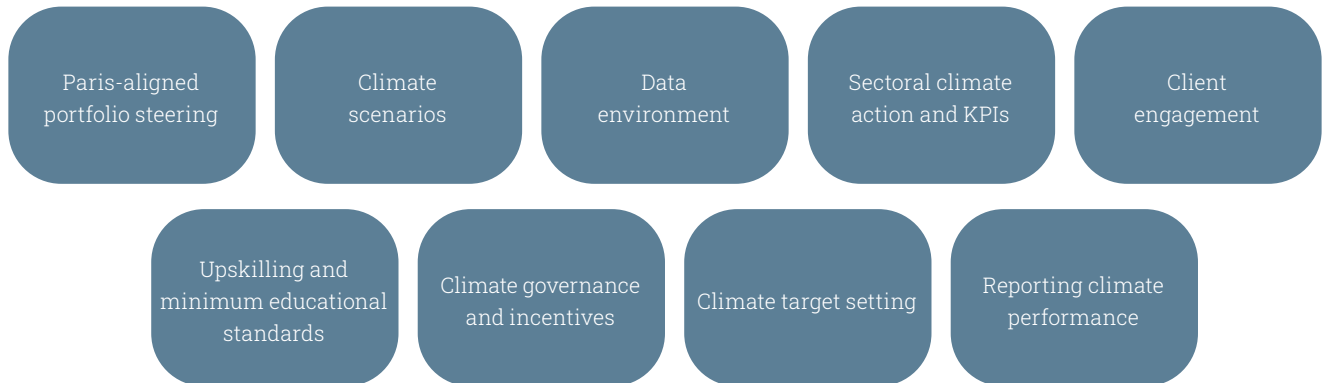 Paris-aligned
portfolio steering
Climate
scenarios
Data
environment
Sectoral climate
action and KPIs
Client
engagement
Upskilling and
minimum educational
standards
Climate governance
and incentives
Climate target setting
Reporting climate
performance